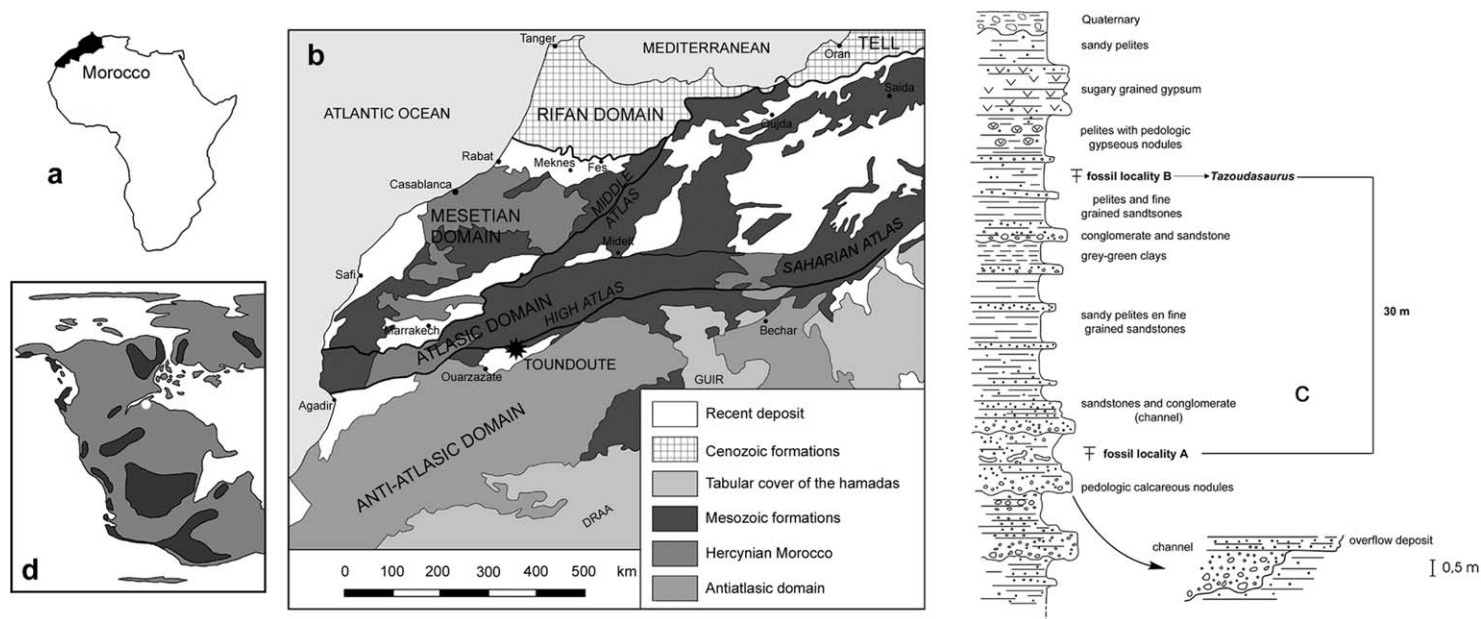 a
Morocco
b
Tanger
MEDITERRANEAN
TELL
Oran
Saida
ATLANTIC OCEAN
RIFAN DOMAIN
Oujda
Rabat
Meknes
Fes
Casablanca
MIDDLE
ATLAS
MESETIAN
DOMAIN
Midelt
SAHARIAN ATLAS
Safi
Marrakech
ATLASIC DOMAIN
HIGH ATLAS
Bechar
Ouarzazate
TOUNDOUTE
GUIR
Agadir
ANTI-ATLASIC DOMAIN
DRAA
Recent deposit
Cenozoic formations
Tabular cover of the hamadas
Mesozoic formations
Hercynian Morocco
Antiatlasic domain
0 100 200 300 400 500 km
d
Quaternary
sandy pelites
sugary grained gypsum
pelites with pedologic
gypseous nodules
fossil locality B Tazoudasaurus
pelites and fine
grained sandtsones
conglomerate and sandstone
grey-green clays
30 m
sandy pelites en fine
grained sandstones
C
sandstones and conglomerate
(channel)
fossil locality A
pedologic calcareous nodules
channel
overflow deposit
0,5 m